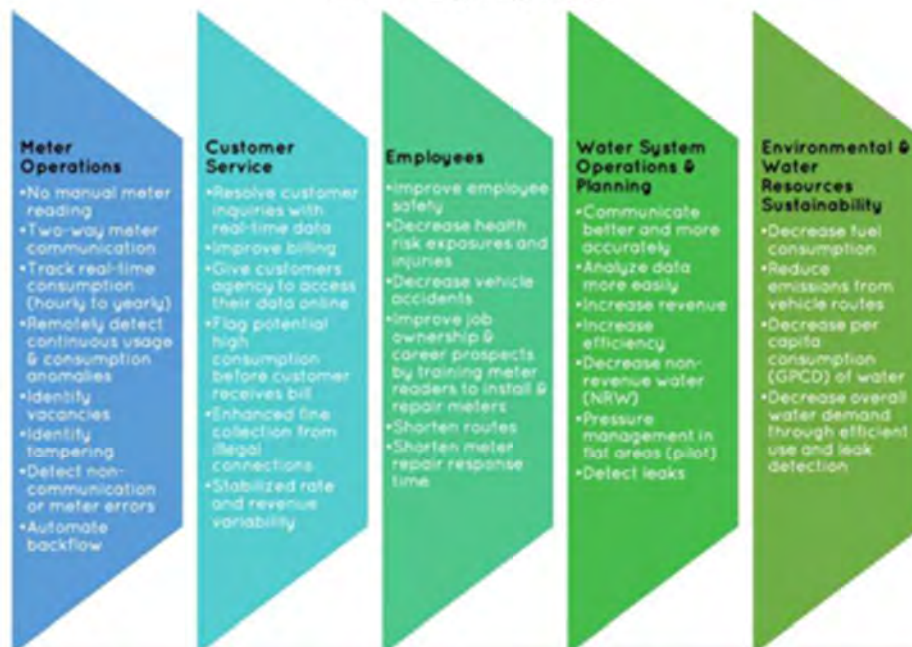 Meter
Operations
•No manual meter
reading
•Two-way meter
communication
•Track real-time
consumption
(hourly to yearly)
•Remotely detect
continuous usage
& consumption
anomalies
•Identify
vacancies
•Identify
tampering
•Detect non-
communication
or meter errors
•Automate
backflow
Customer
Service
•Resolve customer
inquiries with
real-time data
•Improve billing
•Give customers
agency to access
their data online
•Flag potential
high
consumption
before customer
receives bill
•Enhanced fine
collection from
illegal
connections
•Stabilized rate
and revenue
variability
Employees
•Improve employee
safety
•Decrease health
risk exposures and
injuries
•Decrease vehicle
accidents
•Improve job
ownership &
career prospects
by training meter
readers to install &
repair meters
•Shorten routes
•Shorten meter
repair response
time
Water System
Operations &
Planning
•Communicate
better and more
accurately
•Analyze data
more easily
•Increase revenue
•Increase
efficiency
•Decrease non-
revenue water
(NRW)
•Pressure
management in
flat areas (pilot)
•Detect leaks
Environmental &
Water
Resources
Sustainability
•Decrease fuel
consumption
•Reduce
emissions from
vehicle routes
•Decrease per
capita
consumption
(GPCD) of water
•Decrease overall
water demand
through efficient
use and leak
detection